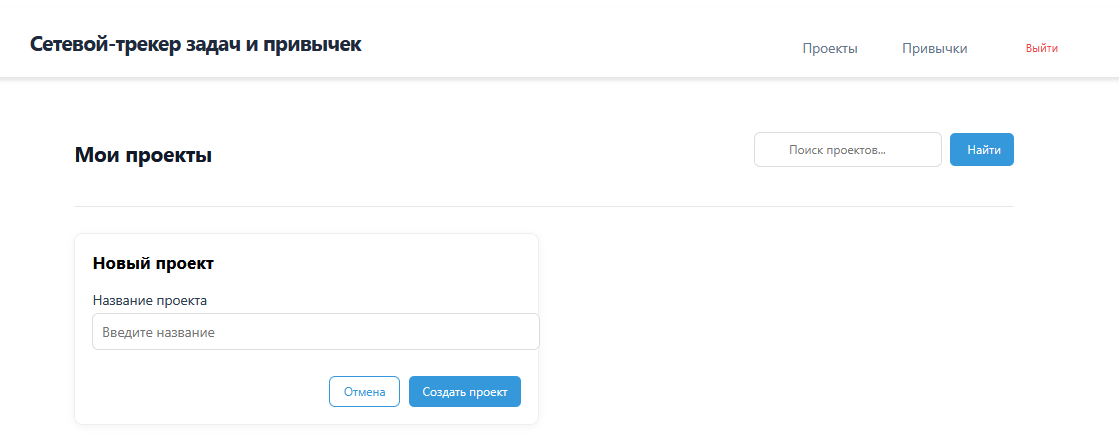 Сетевой-трекер задач и привычек
Проекты Привычки Выйти
Мои проекты
Поиск проектов... Найти
Новый проект
Название проекта
Введите название
Отмена Создать проект